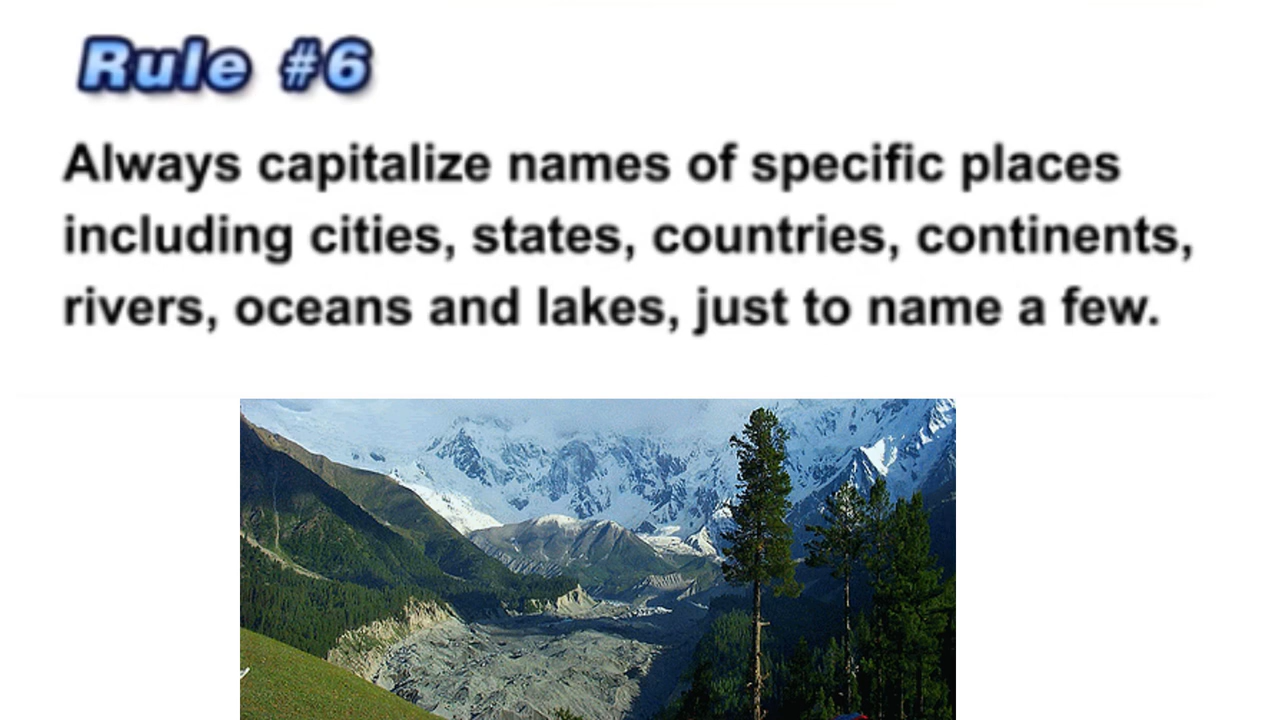 Rule #6
Always capitalize names of specific places
including cities, states, countries, continents,
rivers, oceans and lakes, just to name a few.